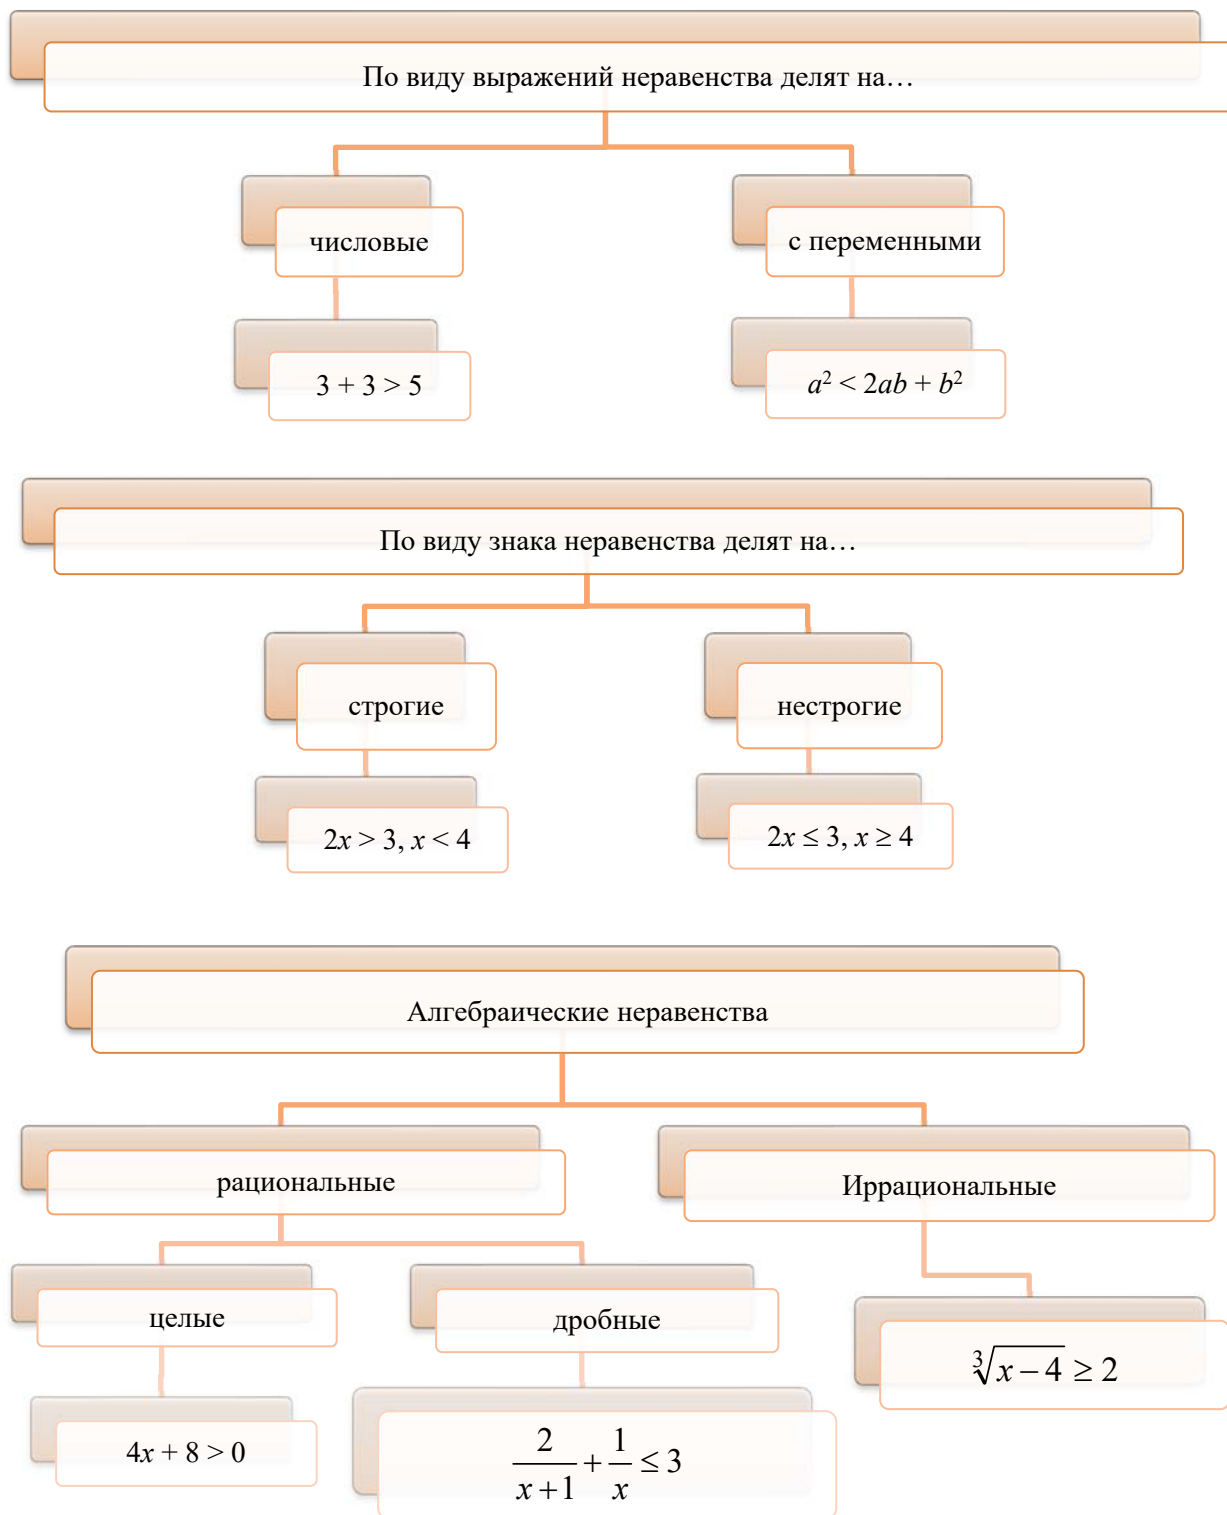 По виду выражений неравенства делят на…
числовые
с переменными
3 + 3 > 5
a² < 2ab + b²
По виду знака неравенства делят на…
строгие
нестрогие
2x > 3, x < 4
2x ≤ 3, x ≥ 4
Алгебраические неравенства
рациональные
Иррациональные
целые
дробные
∛(x − 4) ≥ 2
4x + 8 > 0
2/(x+1) + 1/x ≤ 3